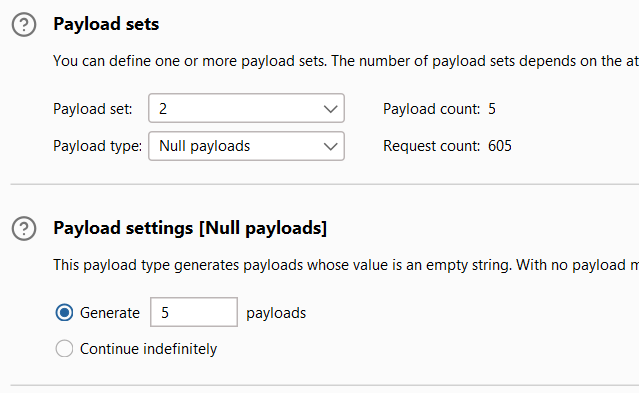 Payload sets
You can define one or more payload sets. The number of payload sets depends on the at
Payload set: 2 Payload count: 5
Payload type: Null payloads Request count: 605
Payload settings [Null payloads]
This payload type generates payloads whose value is an empty string. With no payload m
Generate 5 payloads
Continue indefinitely